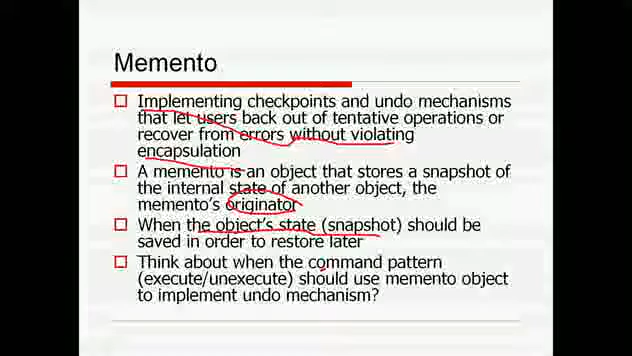 Memento
Implementing checkpoints and undo mechanisms
that let users back out of tentative operations or
recover from errors without violating
encapsulation
A memento is an object that stores a snapshot of
the internal state of another object, the
memento's originator
When the object's state (snapshot) should be
saved in order to restore later
Think about when the command pattern
(execute/unexecute) should use memento object
to implement undo mechanism?